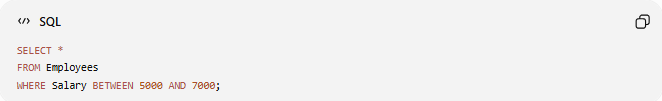 </> SQL
SELECT *
FROM Employees
WHERE Salary BETWEEN 5000 AND 7000;